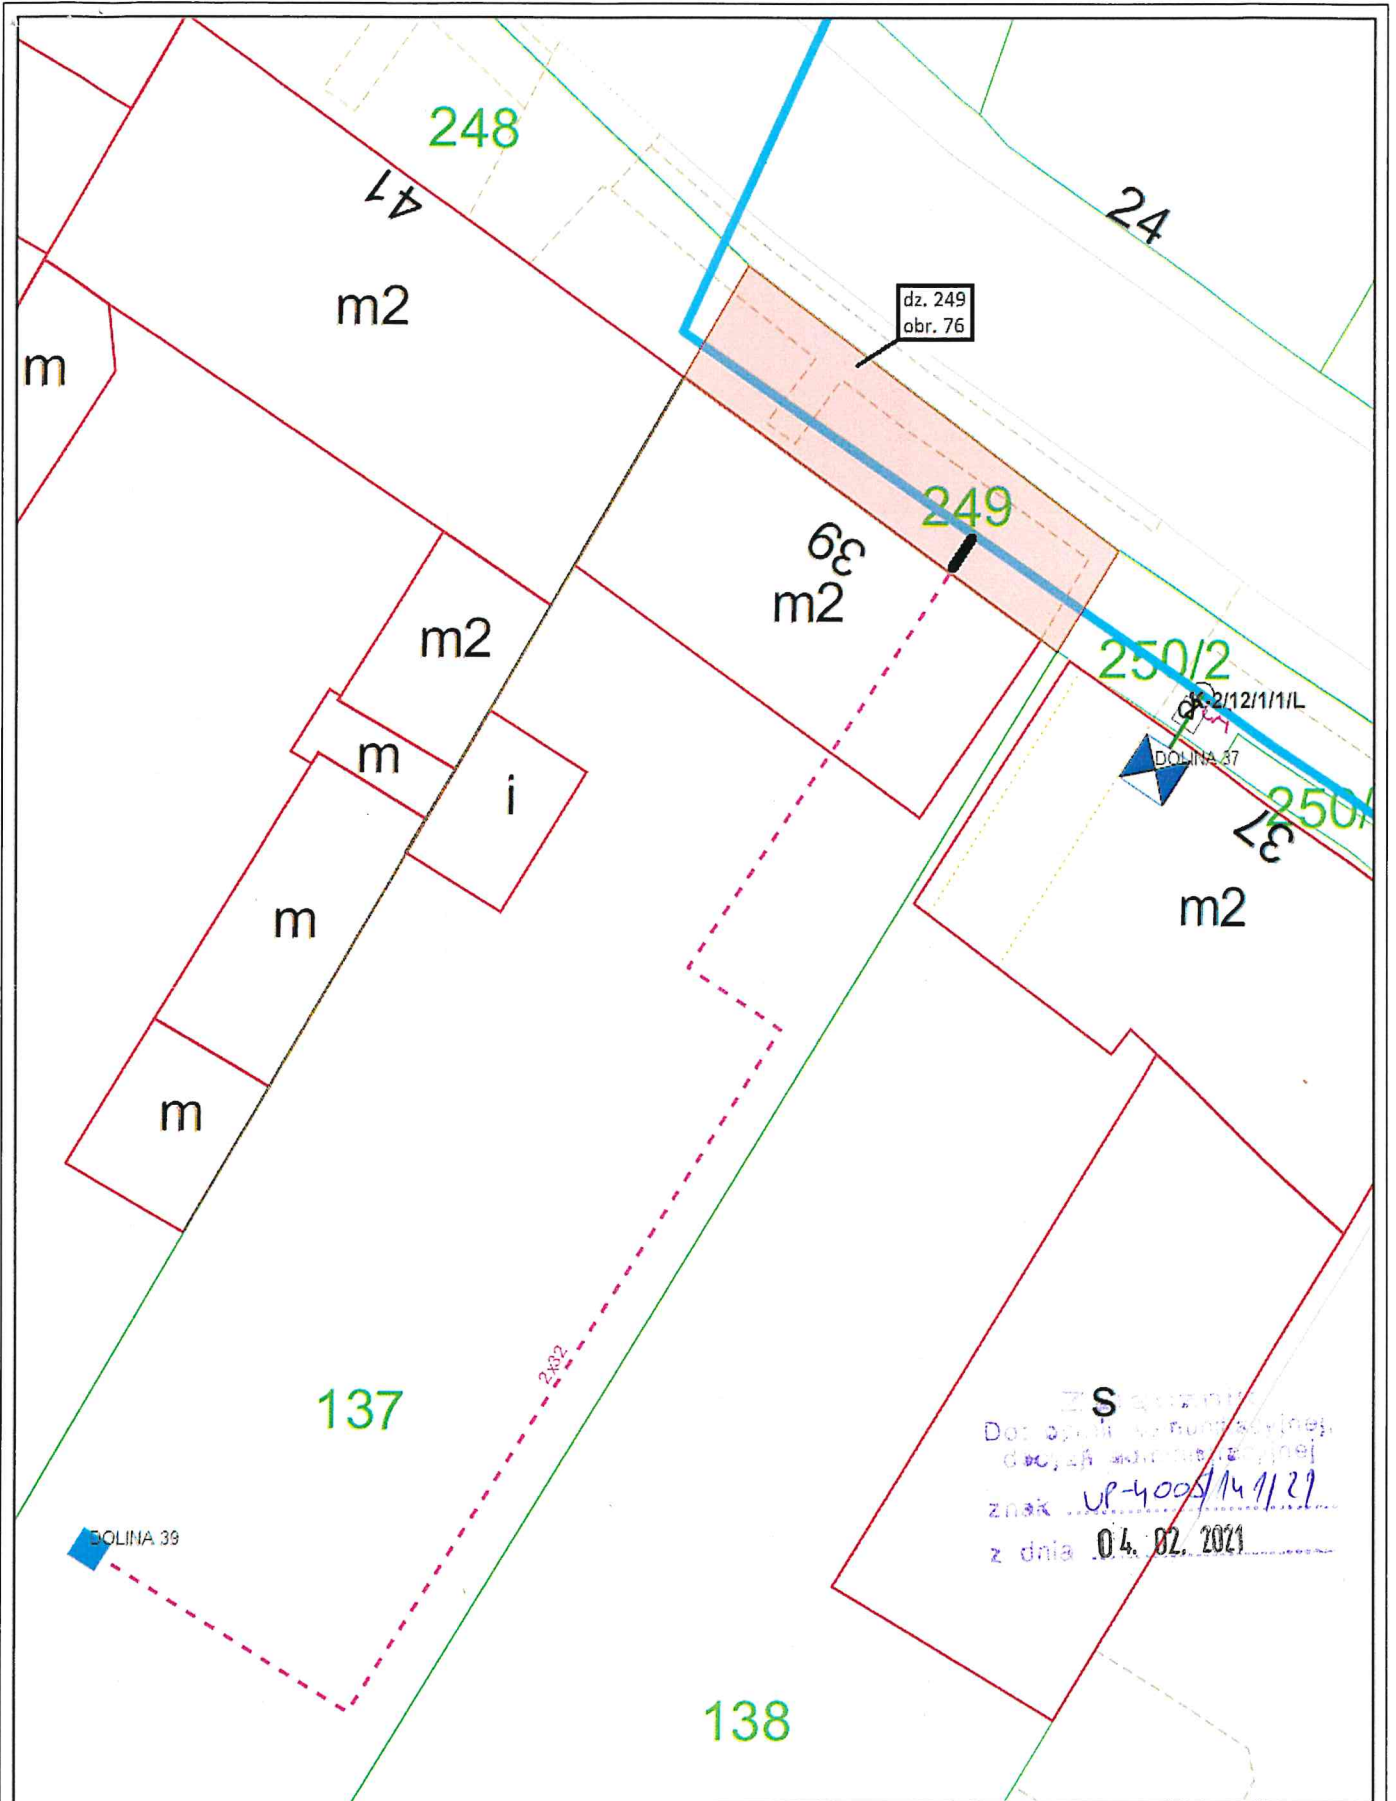 248
41
24
m2
dz. 249
obr. 76
m
249
39
m2
m2
250/2
K-2/12/1/1/L
m
DOLINA 37
i
250/
37
m2
m
m
2x32
137
s
znak UP-4005/141/21
DOLINA 39
z dnia 04. 02. 2021
138